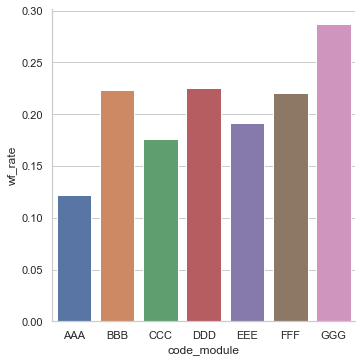 0.30
0.25
0.20
0.15
0.10
0.05
0.00
wf_rate
AAA BBB CCC DDD EEE FFF GGG
code_module